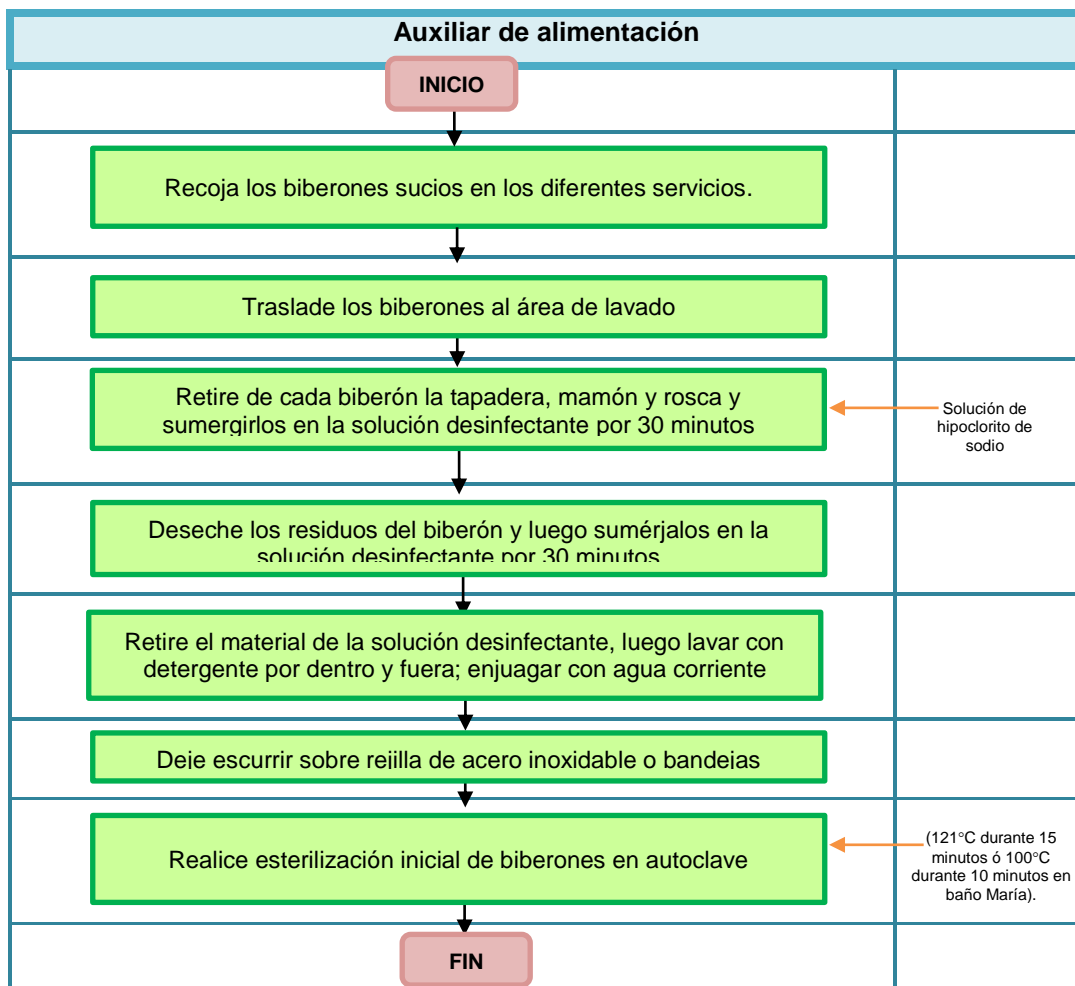 Auxiliar de alimentación
INICIO
Recoja los biberones sucios en los diferentes servicios.
Traslade los biberones al área de lavado
Retire de cada biberón la tapadera, mamón y rosca y
sumergirlos en la solución desinfectante por 30 minutos
Solución de
hipoclorito de
sodio
Deseche los residuos del biberón y luego sumérjalos en la
solución desinfectante por 30 minutos
Retire el material de la solución desinfectante, luego lavar con
detergente por dentro y fuera; enjuagar con agua corriente
Deje escurrir sobre rejilla de acero inoxidable o bandejas
Realice esterilización inicial de biberones en autoclave
(121°C durante 15
minutos ó 100°C
durante 10 minutos en
baño María).
FIN